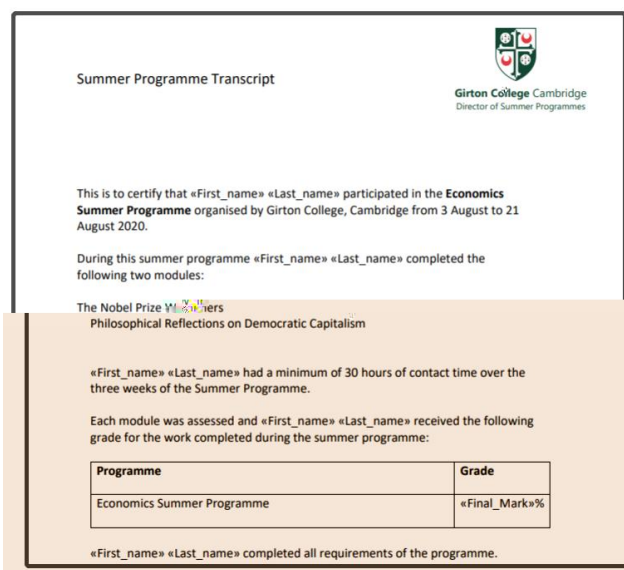 Summer Programme Transcript
Girton College Cambridge
Director of Summer Programmes
This is to certify that «First_name» «Last_name» participated in the Economics
Summer Programme organised by Girton College, Cambridge from 3 August to 21
August 2020.
During this summer programme «First_name» «Last_name» completed the
following two modules:
The Nobel Prize
Philosophical Reflections on Democratic Capitalism
«First_name» «Last_name» had a minimum of 30 hours of contact time over the
three weeks of the Summer Programme.
Each module was assessed and «First_name» «Last_name» received the following
grade for the work completed during the summer programme:
Programme Grade
Economics Summer Programme «Final_Mark»%
«First_name» «Last_name» completed all requirements of the programme.